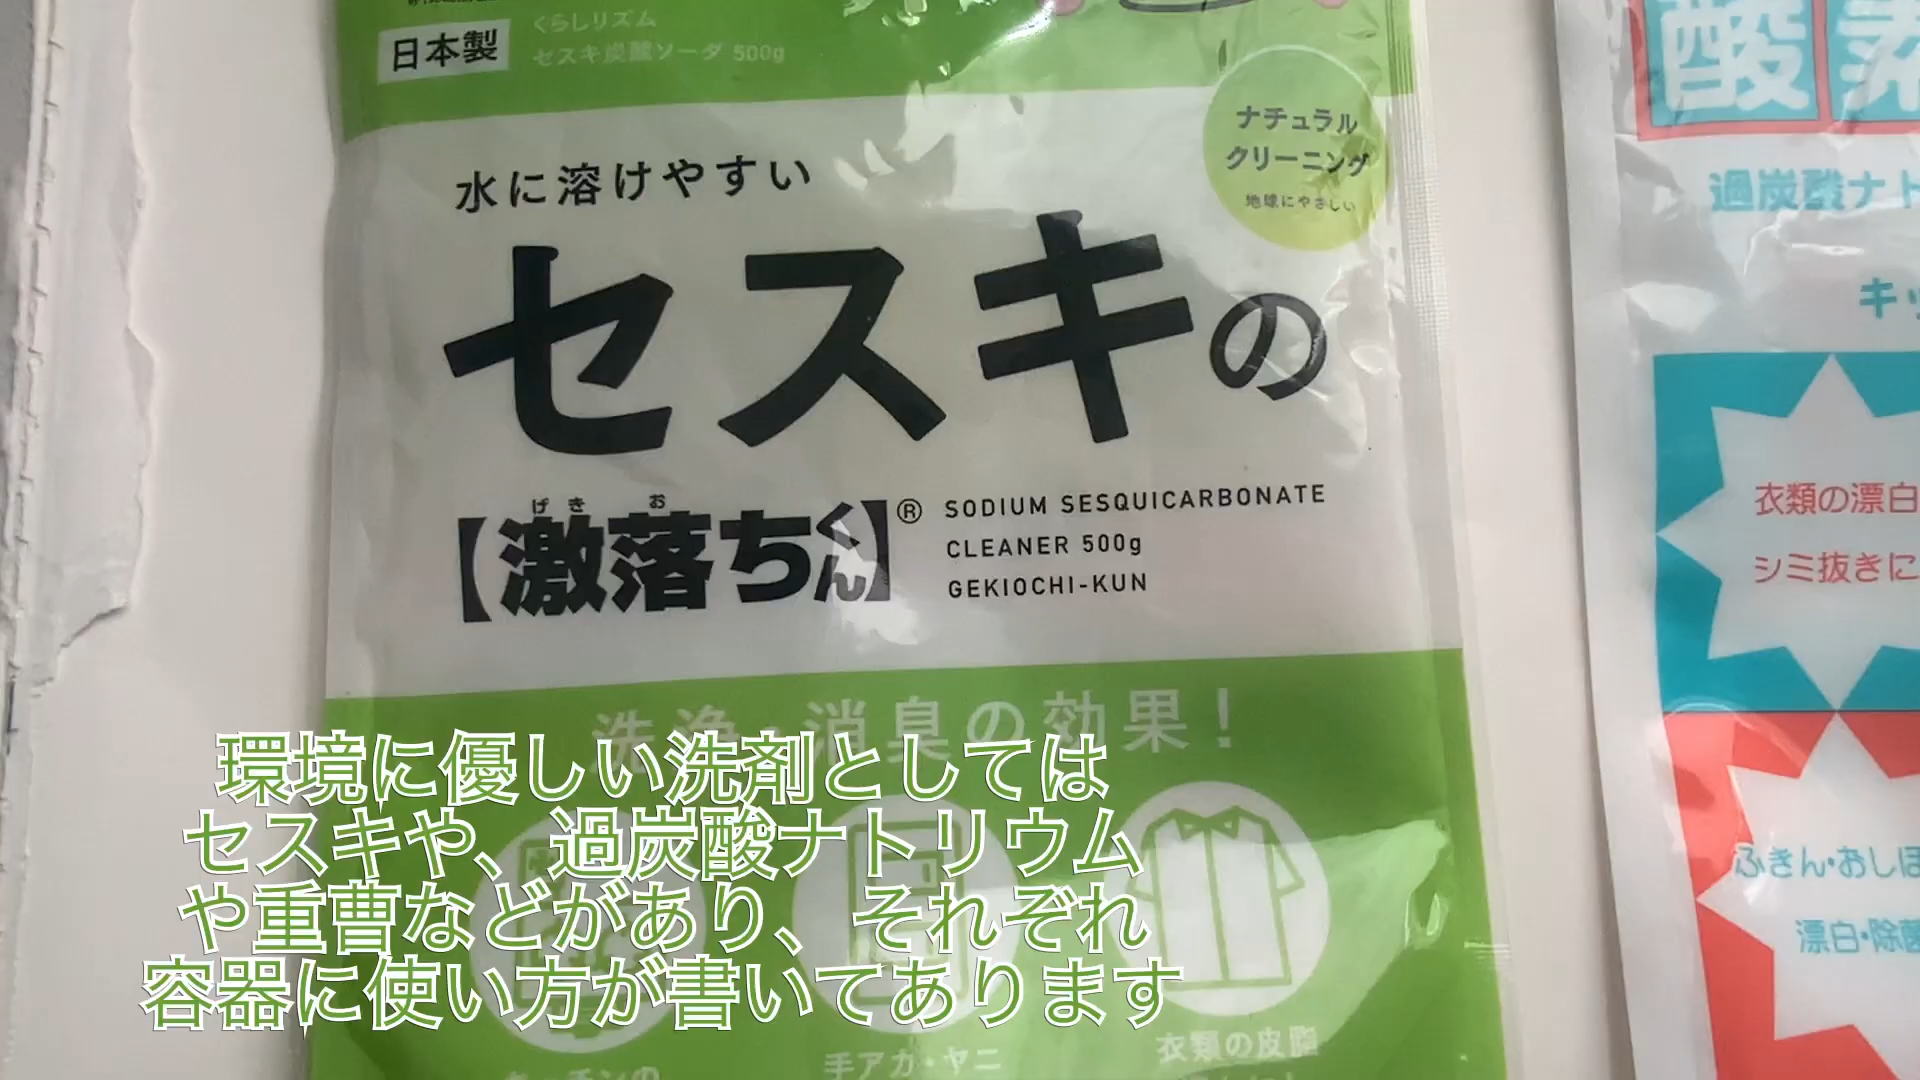 日本製
くらしリズム
セスキ炭酸ソーダ 500g
ナチュラル
クリーニング
地球にやさしい
水に溶けやすい
セスキの
げき お
【激落ちくん】®
SODIUM SESQUICARBONATE
CLEANER 500g
GEKIOCHI-KUN
洗浄・消臭の効果！
手アカ・ヤニ
衣類の皮脂
酸素
過炭酸ナト
キッ
衣類の漂白
シミ抜きに
ふきん・おしぼ
漂白・除菌
環境に優しい洗剤としては
セスキや、過炭酸ナトリウム
や重曹などがあり、それぞれ
容器に使い方が書いてあります